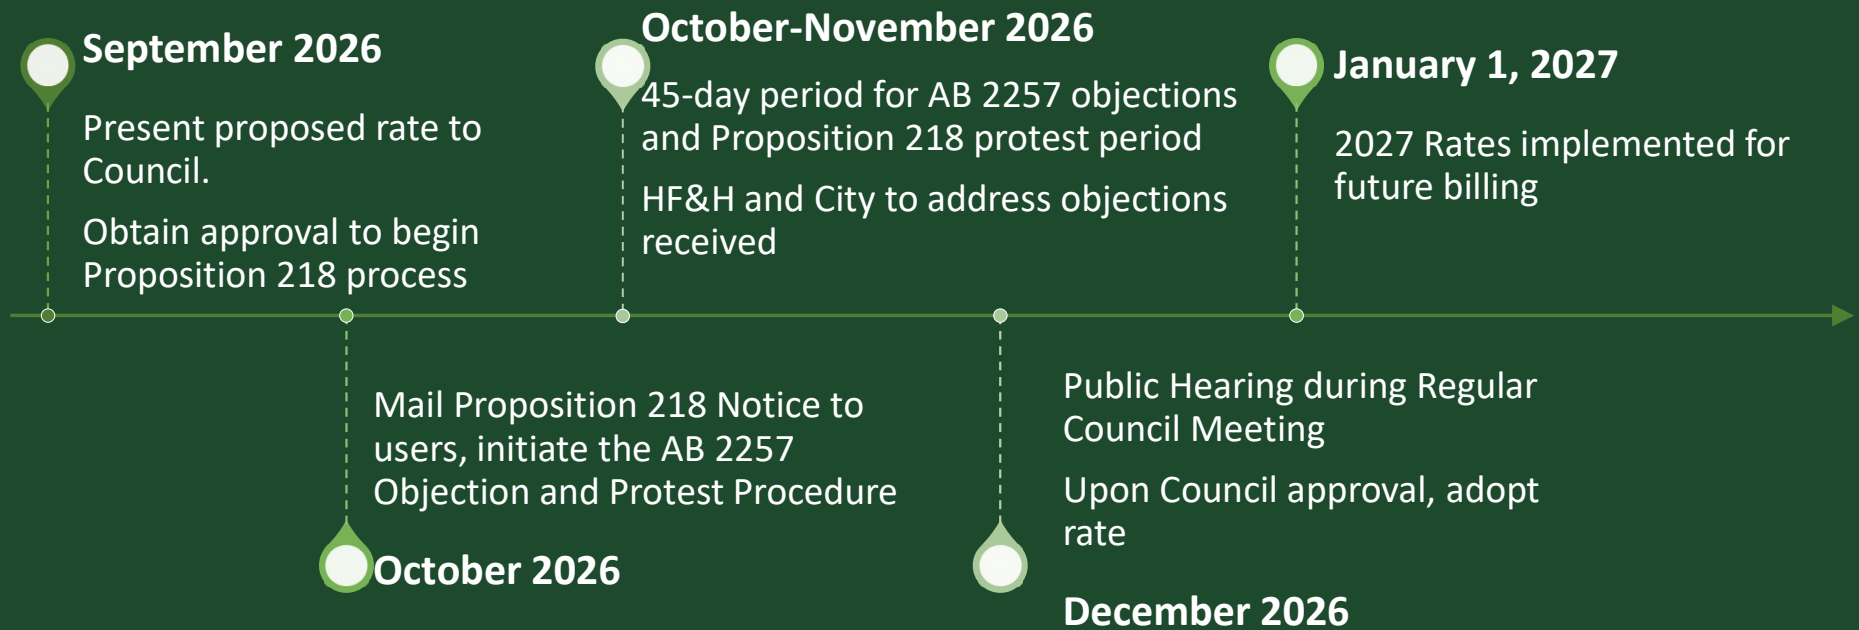 September 2026
Present proposed rate to
Council.
Obtain approval to begin
Proposition 218 process
October-November 2026
45-day period for AB 2257 objections
and Proposition 218 protest period
HF&H and City to address objections
received
January 1, 2027
2027 Rates implemented for
future billing
Mail Proposition 218 Notice to
users, initiate the AB 2257
Objection and Protest Procedure
October 2026
Public Hearing during Regular
Council Meeting
Upon Council approval, adopt
rate
December 2026